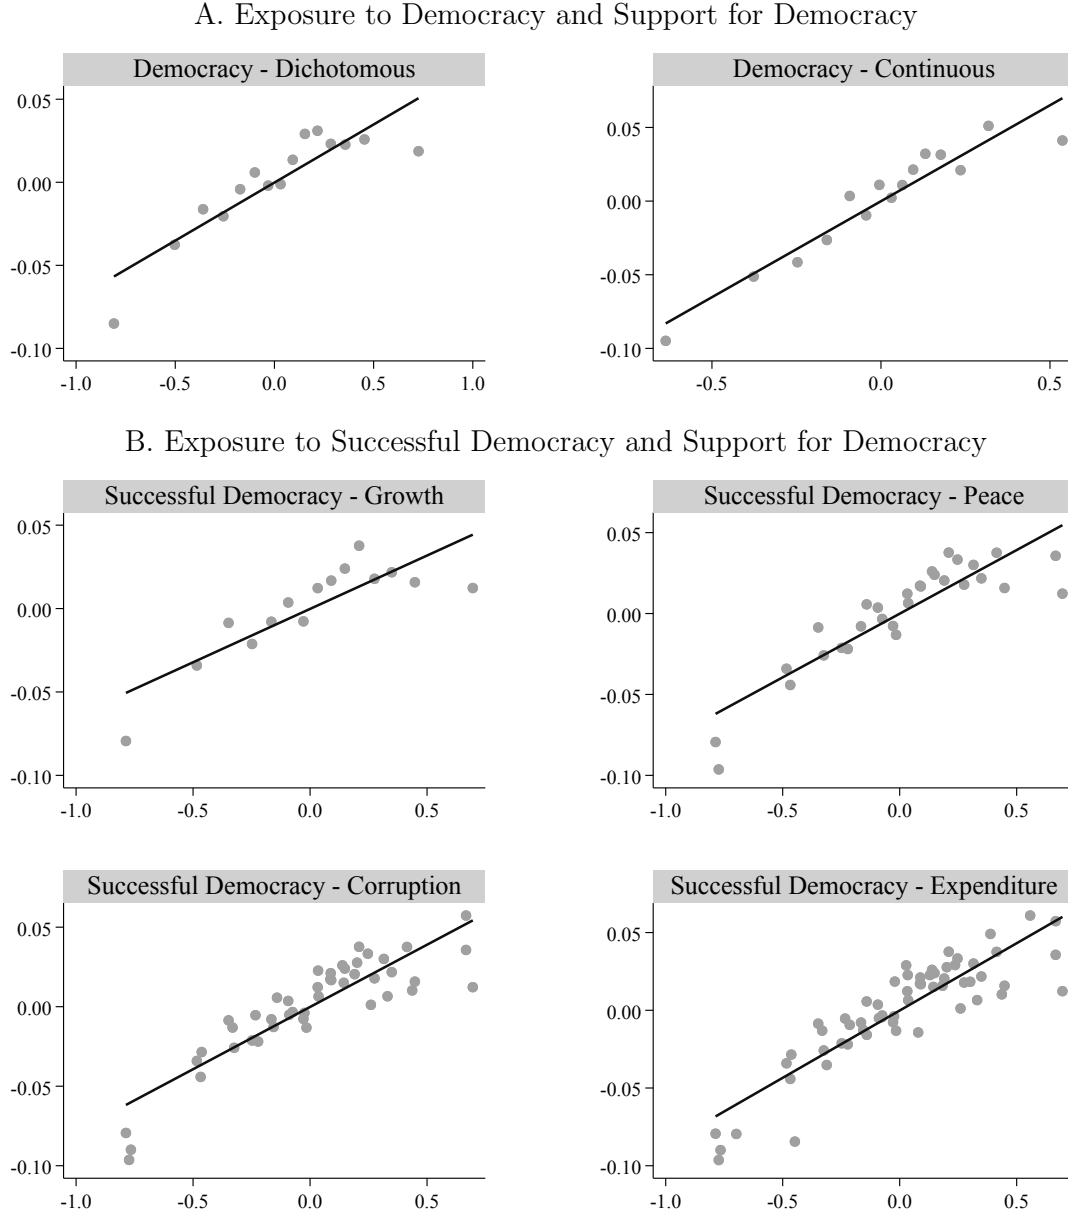 A. Exposure to Democracy and Support for Democracy
Democracy - Dichotomous
0.05
0.00
-0.05
-0.10
-1.0 -0.5 0.0 0.5 1.0
Democracy - Continuous
0.05
0.00
-0.05
-0.10
-0.5 0.0 0.5
B. Exposure to Successful Democracy and Support for Democracy
Successful Democracy - Growth
0.05
0.00
-0.05
-0.10
-1.0 -0.5 0.0 0.5
Successful Democracy - Peace
0.05
0.00
-0.05
-0.10
-1.0 -0.5 0.0 0.5
Successful Democracy - Corruption
0.05
0.00
-0.05
-0.10
-1.0 -0.5 0.0 0.5
Successful Democracy - Expenditure
0.05
0.00
-0.05
-0.10
-1.0 -0.5 0.0 0.5